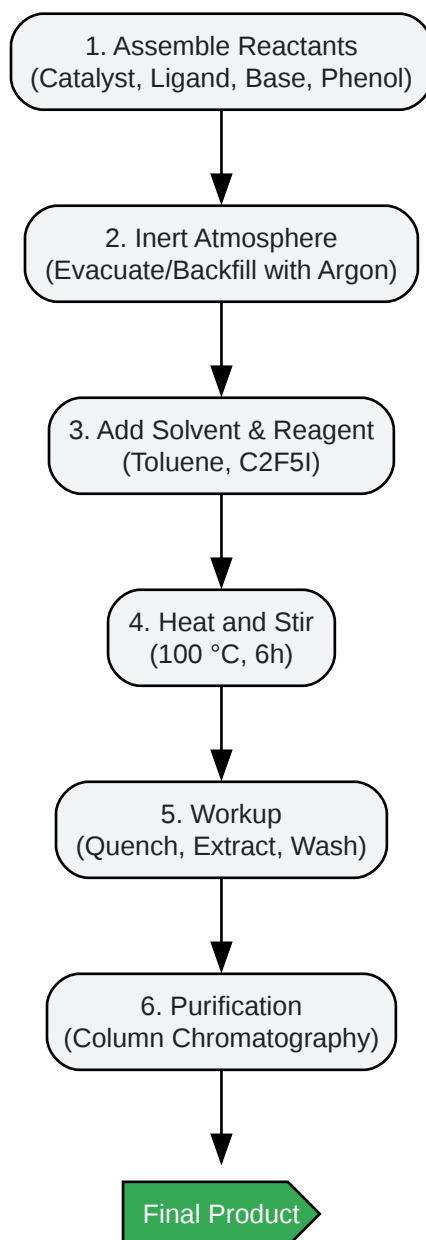 1. Assemble Reactants
(Catalyst, Ligand, Base, Phenol)
2. Inert Atmosphere
(Evacuate/Backfill with Argon)
3. Add Solvent & Reagent
(Toluene, C2F5I)
4. Heat and Stir
(100 °C, 6h)
5. Workup
(Quench, Extract, Wash)
6. Purification
(Column Chromatography)
Final Product